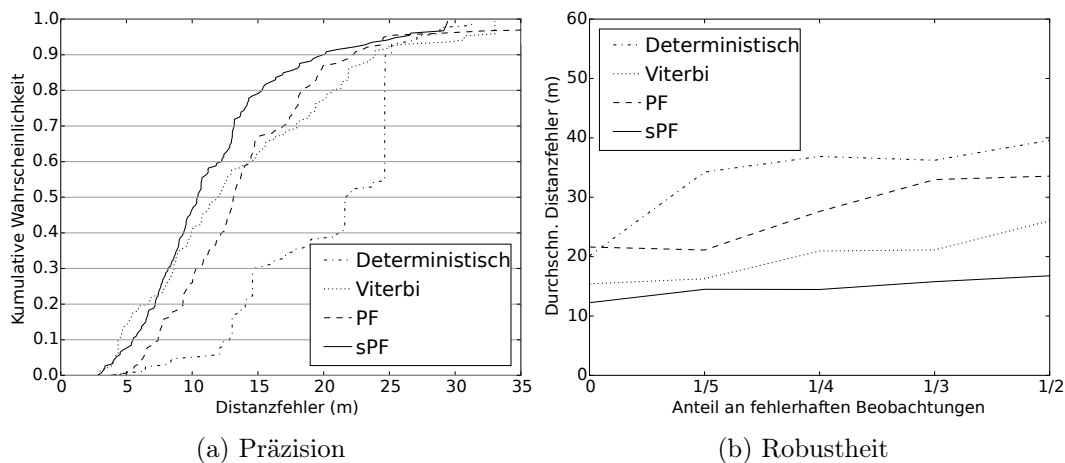 1.0
0.9
0.8
0.7
0.6
0.5
0.4
0.3
0.2
0.1
0.0
Kumulative Wahrscheinlichkeit
0 5 10 15 20 25 30 35
Distanzfehler (m)
Deterministisch
Viterbi
PF
sPF
(a) Präzision
60
50
40
30
20
10
0
Durchschn. Distanzfehler (m)
0 1/5 1/4 1/3 1/2
Anteil an fehlerhaften Beobachtungen
Deterministisch
Viterbi
PF
sPF
(b) Robustheit